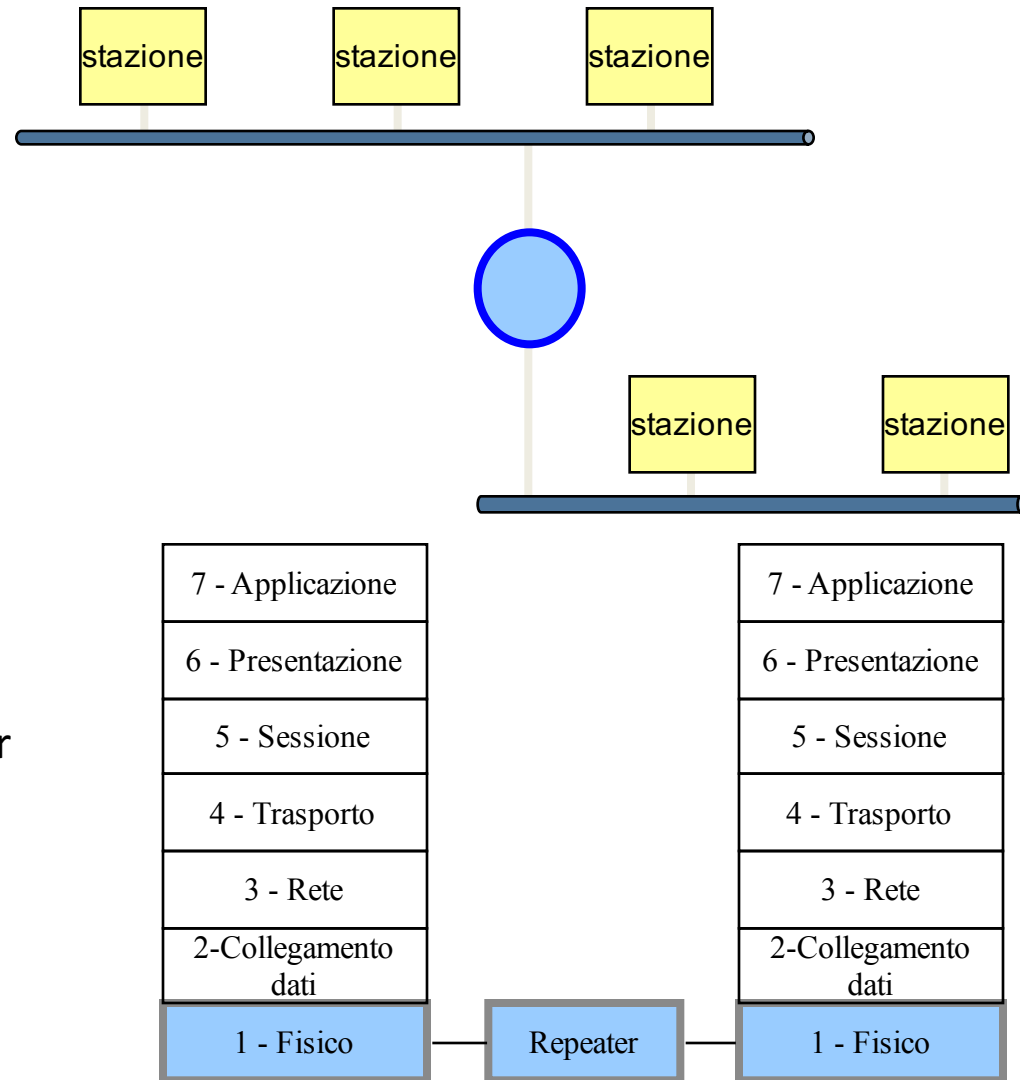 stazione stazione stazione
stazione stazione
7 - Applicazione
6 - Presentazione
5 - Sessione
4 - Trasporto
3 - Rete
2-Collegamento
dati
1 - Fisico
Repeater
7 - Applicazione
6 - Presentazione
5 - Sessione
4 - Trasporto
3 - Rete
2-Collegamento
dati
1 - Fisico